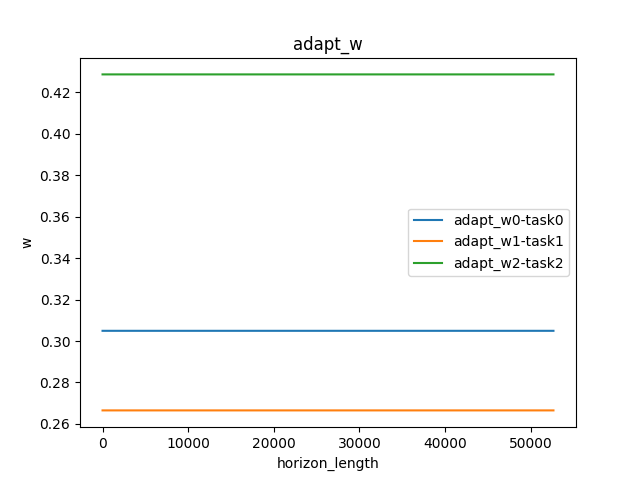 adapt_w
w
0.42
0.40
0.38
0.36
0.34
0.32
0.30
0.28
0.26
adapt_w0-task0
adapt_w1-task1
adapt_w2-task2
0 10000 20000 30000 40000 50000
horizon_length